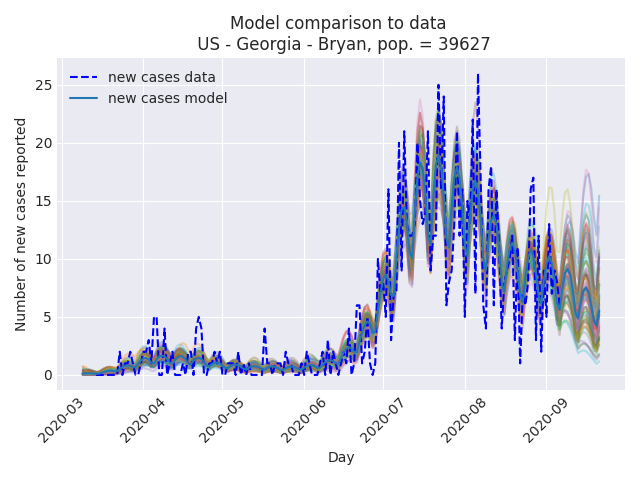 Model comparison to data
US - Georgia - Bryan, pop. = 39627
new cases data
new cases model
Number of new cases reported
25
20
15
10
5
0
2020-03
2020-04
2020-05
2020-06
2020-07
2020-08
2020-09
Day